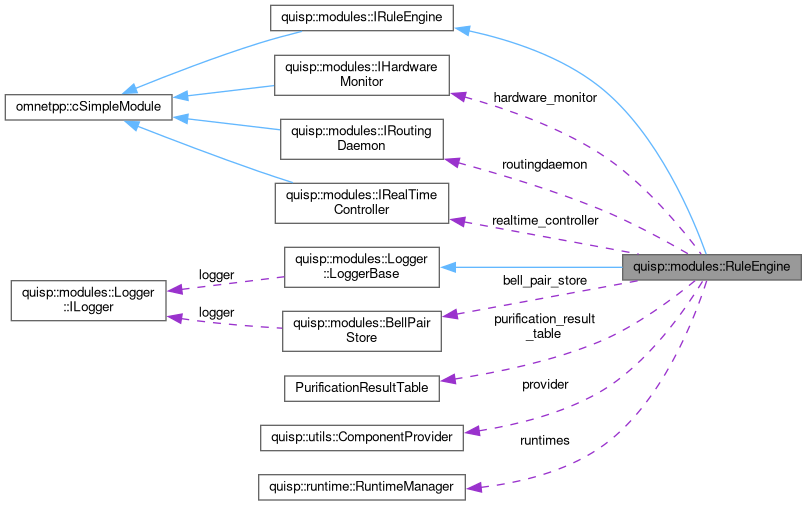 quisp::modules::IRuleEngine
quisp::modules::IHardware
Monitor
hardware_monitor
omnetpp::cSimpleModule
quisp::modules::IRouting
Daemon
routingdaemon
quisp::modules::IRealTime
Controller
realtime_controller
quisp::modules::RuleEngine
quisp::modules::Logger
::LoggerBase
logger
bell_pair_store
quisp::modules::Logger
::ILogger
logger
quisp::modules::BellPair
Store
purification_result
_table
PurificationResultTable
provider
quisp::utils::ComponentProvider
runtimes
quisp::runtime::RuntimeManager